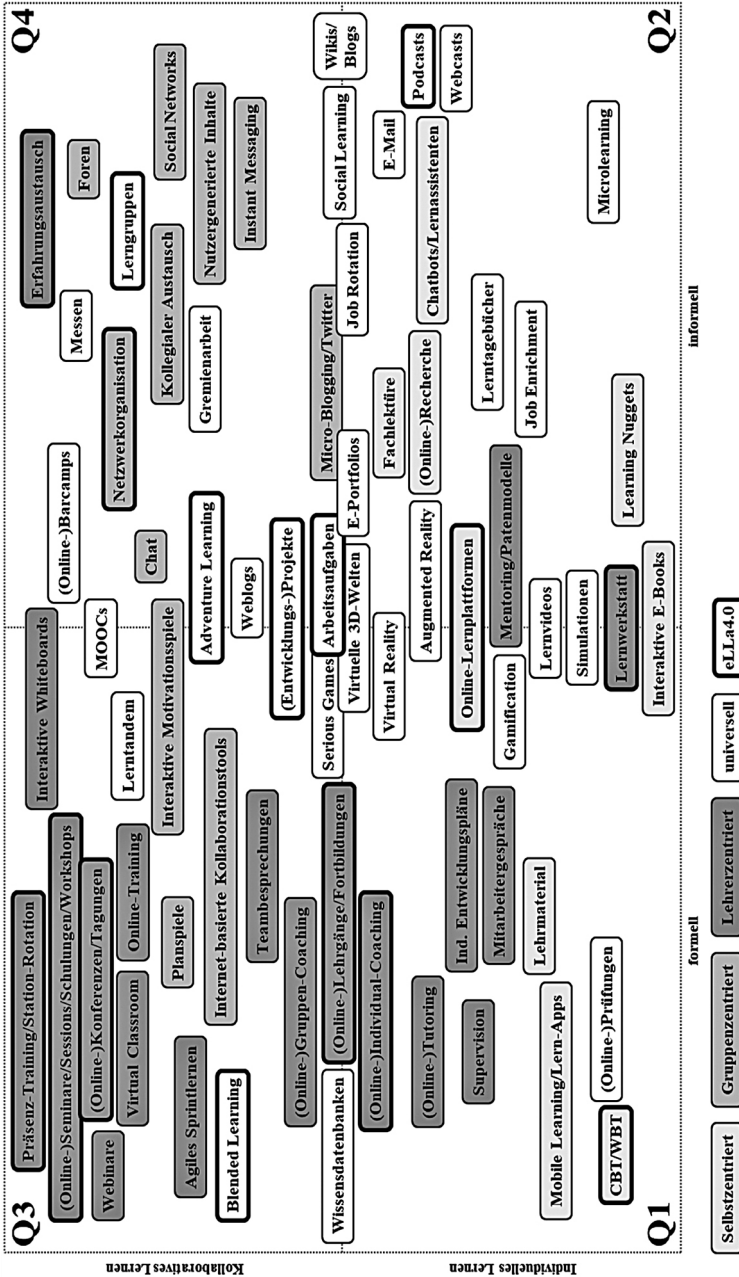 Q3
Q4
Präsenz-Training/Station-Rotation
Interaktive Whiteboards
Erfahrungsaustausch
(Online-)Seminare/Sessions/Schulungen/Workshops
(Online-)Barcamps
Messen
Foren
Webinare
(Online-)Konferenzen/Tagungen
MOOCs
Netzwerkorganisation
Lerngruppen
Virtual Classroom
Online-Training
Lerntandem
Chat
Kollegialer Austausch
Social Networks
Planspiele
Interaktive Motivationsspiele
Agiles Sprintlernen
Adventure Learning
Gremienarbeit
Nutzergenerierte Inhalte
Blended Learning
Internet-basierte Kollaborationstools
Weblogs
Instant Messaging
Teambesprechungen
(Entwicklungs-)Projekte
(Online-)Gruppen-Coaching
Serious Games
Arbeitsaufgaben
Micro-Blogging/Twitter
Wikis/
Blogs
Wissensdatenbanken
(Online-)Lehrgänge/Fortbildungen
Virtuelle 3D-Welten
E-Portfolios
Job Rotation
Social Learning
(Online-)Individual-Coaching
Virtual Reality
Fachlektüre
E-Mail
(Online-)Tutoring
Augmented Reality
(Online-)Recherche
Chatbots/Lernassistenten
Podcasts
Webcasts
Ind. Entwicklungspläne
Online-Lernplattformen
Lerntagebücher
Supervision
Mitarbeitergespräche
Gamification
Mentoring/Patenmodelle
Job Enrichment
Lehrmaterial
Lernvideos
Mobile Learning/Lern-Apps
Simulationen
(Online-)Prüfungen
Microlearning
CBT/WBT
Lernwerkstatt
Learning Nuggets
Interaktive E-Books
Q1
Q2
Kollaboratives Lernen
Individuelles Lernen
formell
informell
Selbstzentriert
Gruppenzentriert
Lehrerzentriert
universell
eLLa4.0